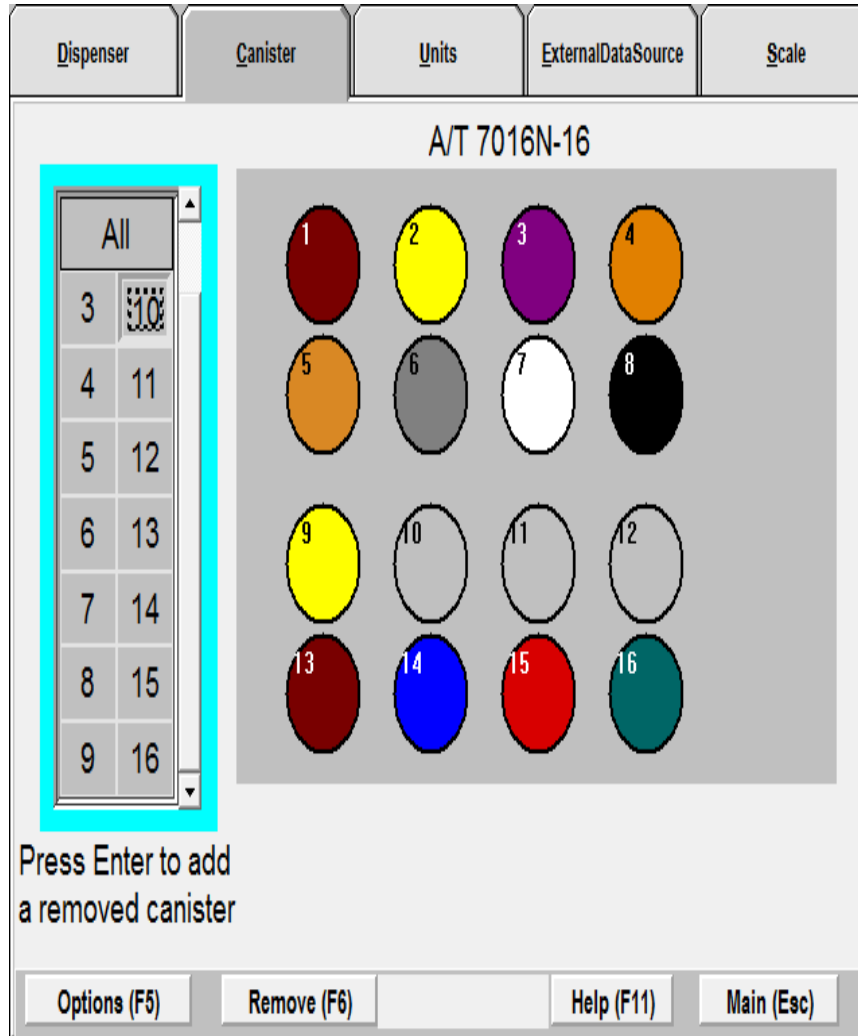 Dispenser Canister Units ExternalDataSource Scale
A/T 7016N-16
All
3 10
4 11
5 12
6 13
7 14
8 15
9 16
1 2 3 4
5 6 7 8
9 10 11 12
13 14 15 16
Press Enter to add
a removed canister
Options (F5) Remove (F6) Help (F11) Main (Esc)